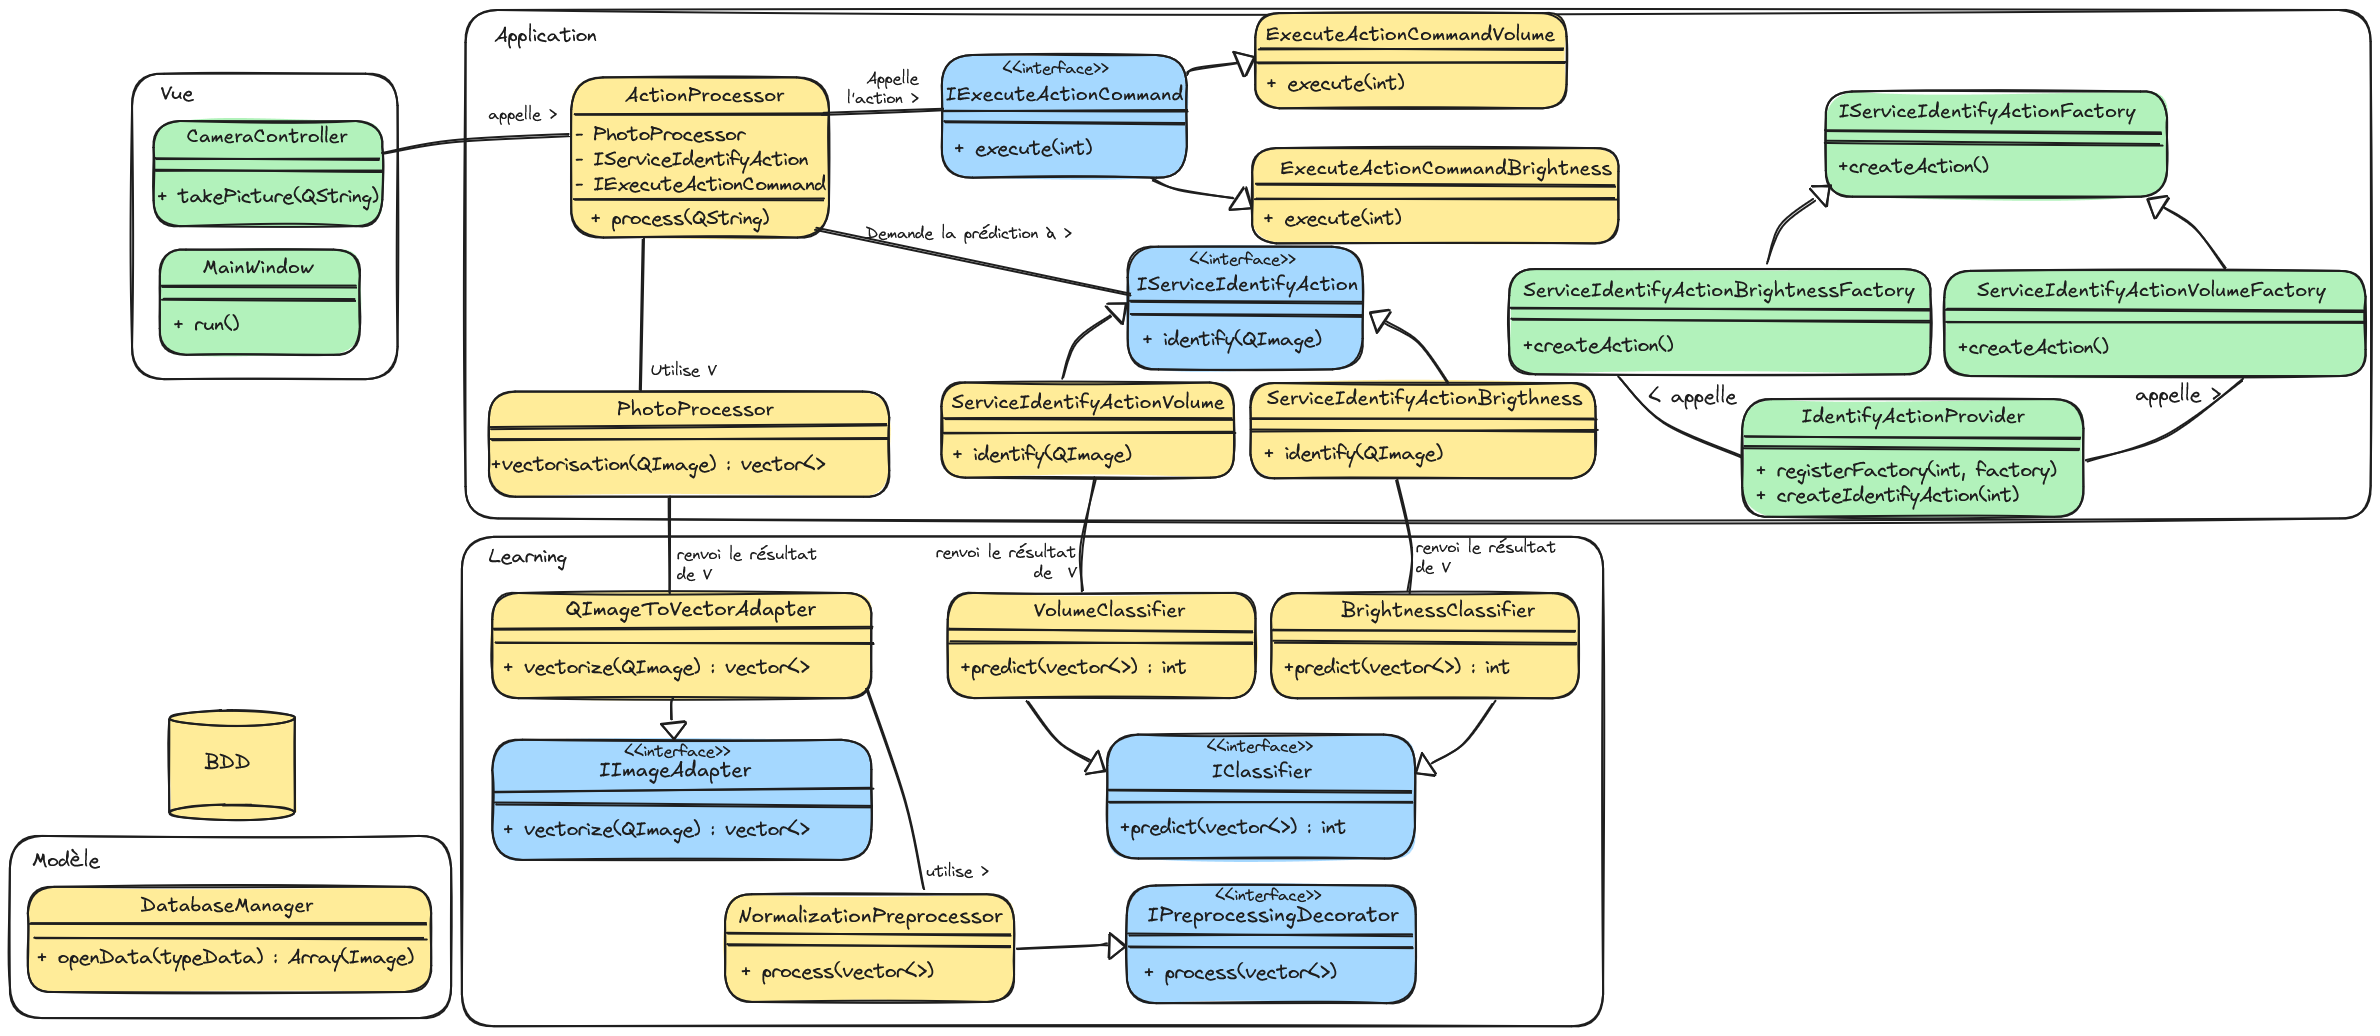 Vue
CameraController
+ takePicture(QString)
MainWindow
+ run()
appelle >
Application
ActionProcessor
- PhotoProcessor
- IServiceIdentifyAction
- IExecuteActionCommand
+ process(QString)
Appelle
l'action >
<<interface>>
IExecuteActionCommand
+ execute(int)
ExecuteActionCommandVolume
+ execute(int)
ExecuteActionCommandBrightness
+ execute(int)
Demande la prédiction à >
<<interface>>
IServiceIdentifyAction
+ identify(QImage)
IServiceIdentifyActionFactory
+createAction()
ServiceIdentifyActionBrightnessFactory
+createAction()
ServiceIdentifyActionVolumeFactory
+createAction()
< appelle
appelle >
IdentifyActionProvider
+ registerFactory(int, factory)
+ createIdentifyAction(int)
Utilise V
PhotoProcessor
+vectorisation(QImage) : vector<>
ServiceIdentifyActionVolume
+ identify(QImage)
ServiceIdentifyActionBrigthness
+ identify(QImage)
Learning
renvoi le résultat
de V
renvoi le résultat
de V
renvoi le résultat
de V
QImageToVectorAdapter
+ vectorize(QImage) : vector<>
VolumeClassifier
+predict(vector<>) : int
BrightnessClassifier
+predict(vector<>) : int
<<interface>>
IImageAdapter
+ vectorize(QImage) : vector<>
<<interface>>
IClassifier
+predict(vector<>) : int
utilise >
NormalizationPreprocessor
+ process(vector<>)
<<interface>>
IPreprocessingDecorator
+ process(vector<>)
BDD
Modèle
DatabaseManager
+ openData(typeData) : Array(Image)